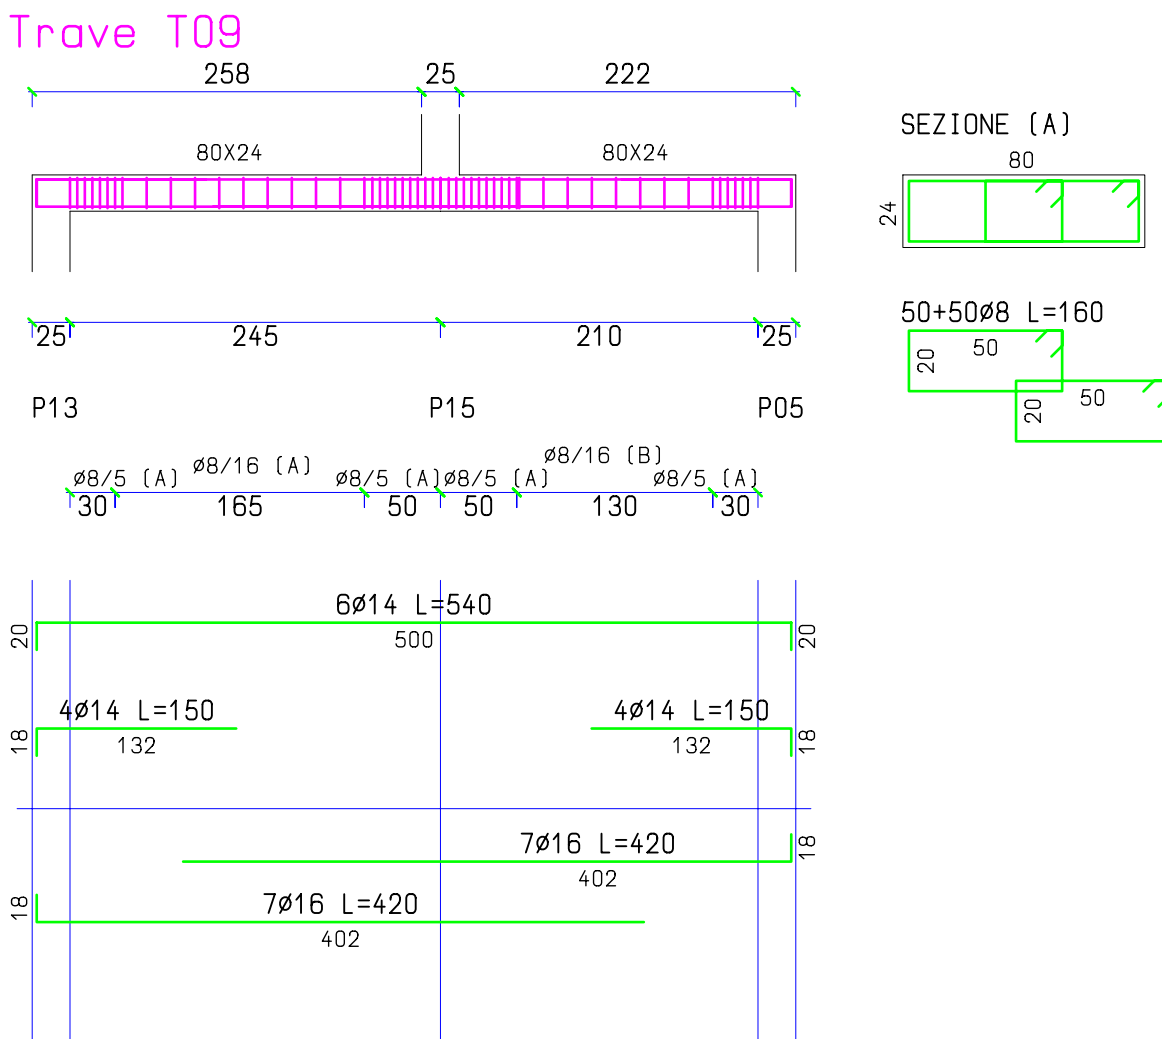 Trave T09
258 25 222
80X24 80X24
25 245 210 25
P13 P15 P05
ø8/5 (A) ø8/16 (A) ø8/5 (A) ø8/5 (A) ø8/16 (B) ø8/5 (A)
30 165 50 50 130 30
SEZIONE (A)
80
24
50+50ø8 L=160
20 50
20 50
6ø14 L=540
20 500 20
4ø14 L=150 4ø14 L=150
18 132 132 18
7ø16 L=420
402 18
7ø16 L=420
18 402